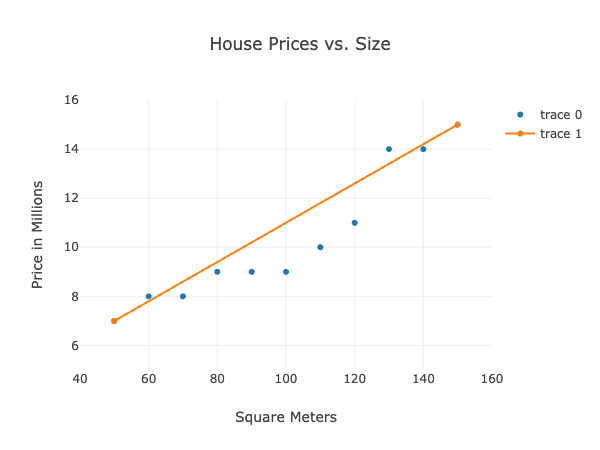 House Prices vs. Size
trace 0
trace 1
Price in Millions
16
14
12
10
8
6
40 60 80 100 120 140 160
Square Meters